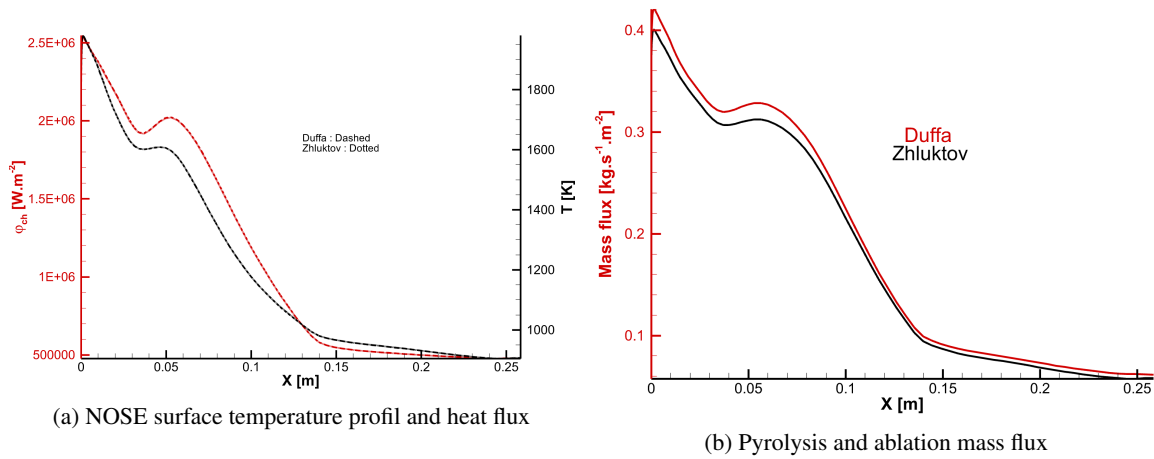 2.5E+06
2E+06
1.5E+06
1E+06
500000
φch [W.m-2]
1800
1600
1400
1200
1000
T [K]
Duffa : Dashed
Zhluktov : Dotted
0 0.05 0.1 0.15 0.2 0.25
X [m]
(a) NOSE surface temperature profil and heat flux
0.4
0.3
0.2
0.1
Mass flux [kg.s-1.m-2]
Duffa
Zhluktov
0 0.05 0.1 0.15 0.2 0.25
X [m]
(b) Pyrolysis and ablation mass flux